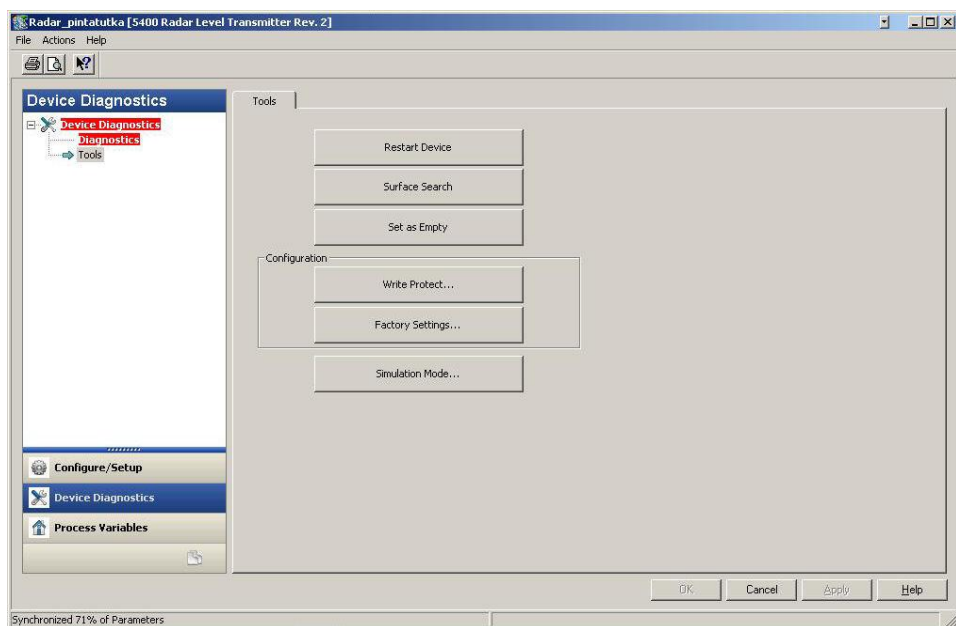 Radar_pintatutka [5400 Radar Level Transmitter Rev. 2]
File Actions Help
Device Diagnostics
Device Diagnostics
Diagnostics
Tools
Configure/Setup
Device Diagnostics
Process Variables
Tools
Restart Device
Surface Search
Set as Empty
Configuration
Write Protect...
Factory Settings...
Simulation Mode...
OK Cancel Apply Help
Synchronized 71% of Parameters